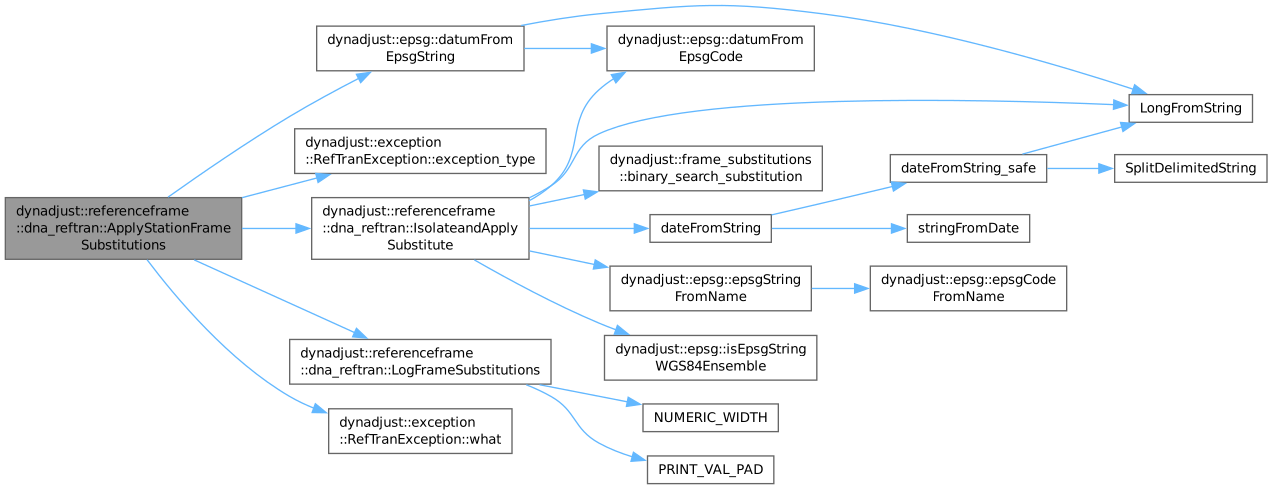 dynadjust::epsg::datumFrom
EpsgString
dynadjust::epsg::datumFrom
EpsgCode
LongFromString
dynadjust::exception
::RefTranException::exception_type
dynadjust::frame_substitutions
::binary_search_substitution
dateFromString_safe
SplitDelimitedString
dynadjust::referenceframe
::dna_reftran::ApplyStationFrame
Substitutions
dynadjust::referenceframe
::dna_reftran::IsolateandApply
Substitute
dateFromString
stringFromDate
dynadjust::epsg::epsgString
FromName
dynadjust::epsg::epsgCode
FromName
dynadjust::referenceframe
::dna_reftran::LogFrameSubstitutions
dynadjust::epsg::isEpsgString
WGS84Ensemble
dynadjust::exception
::RefTranException::what
NUMERIC_WIDTH
PRINT_VAL_PAD